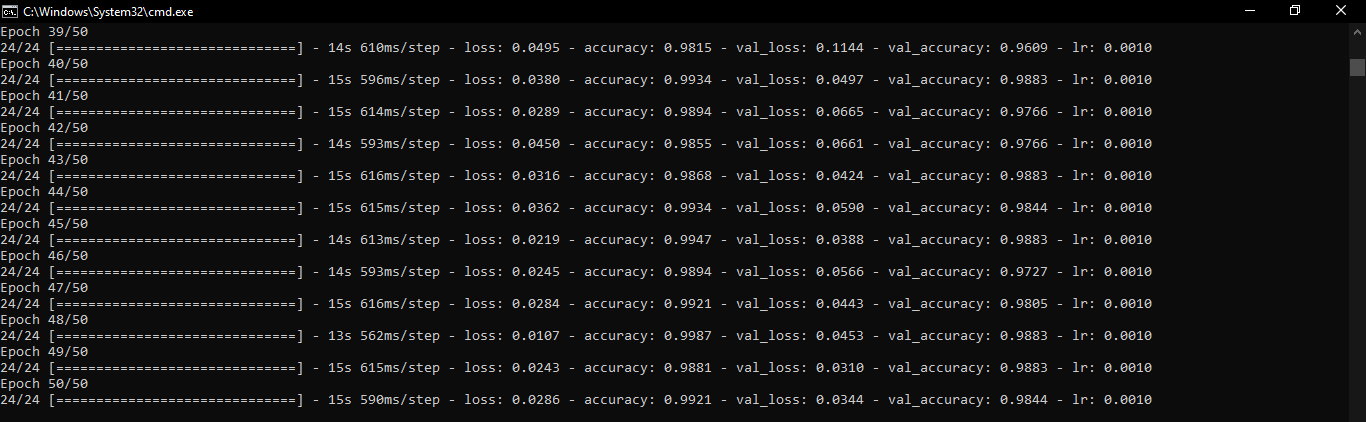 C:\Windows\System32\cmd.exe
Epoch 39/50
24/24 [==============================] - 14s 610ms/step - loss: 0.0495 - accuracy: 0.9815 - val_loss: 0.1144 - val_accuracy: 0.9609 - lr: 0.0010
Epoch 40/50
24/24 [==============================] - 15s 596ms/step - loss: 0.0380 - accuracy: 0.9934 - val_loss: 0.0497 - val_accuracy: 0.9883 - lr: 0.0010
Epoch 41/50
24/24 [==============================] - 15s 614ms/step - loss: 0.0289 - accuracy: 0.9894 - val_loss: 0.0665 - val_accuracy: 0.9766 - lr: 0.0010
Epoch 42/50
24/24 [==============================] - 14s 593ms/step - loss: 0.0450 - accuracy: 0.9855 - val_loss: 0.0661 - val_accuracy: 0.9766 - lr: 0.0010
Epoch 43/50
24/24 [==============================] - 15s 616ms/step - loss: 0.0316 - accuracy: 0.9868 - val_loss: 0.0424 - val_accuracy: 0.9883 - lr: 0.0010
Epoch 44/50
24/24 [==============================] - 15s 615ms/step - loss: 0.0362 - accuracy: 0.9934 - val_loss: 0.0590 - val_accuracy: 0.9844 - lr: 0.0010
Epoch 45/50
24/24 [==============================] - 14s 613ms/step - loss: 0.0219 - accuracy: 0.9947 - val_loss: 0.0388 - val_accuracy: 0.9883 - lr: 0.0010
Epoch 46/50
24/24 [==============================] - 14s 593ms/step - loss: 0.0245 - accuracy: 0.9894 - val_loss: 0.0566 - val_accuracy: 0.9727 - lr: 0.0010
Epoch 47/50
24/24 [==============================] - 15s 616ms/step - loss: 0.0284 - accuracy: 0.9921 - val_loss: 0.0443 - val_accuracy: 0.9805 - lr: 0.0010
Epoch 48/50
24/24 [==============================] - 13s 562ms/step - loss: 0.0107 - accuracy: 0.9987 - val_loss: 0.0453 - val_accuracy: 0.9883 - lr: 0.0010
Epoch 49/50
24/24 [==============================] - 15s 615ms/step - loss: 0.0243 - accuracy: 0.9881 - val_loss: 0.0310 - val_accuracy: 0.9883 - lr: 0.0010
Epoch 50/50
24/24 [==============================] - 15s 590ms/step - loss: 0.0286 - accuracy: 0.9921 - val_loss: 0.0344 - val_accuracy: 0.9844 - lr: 0.0010